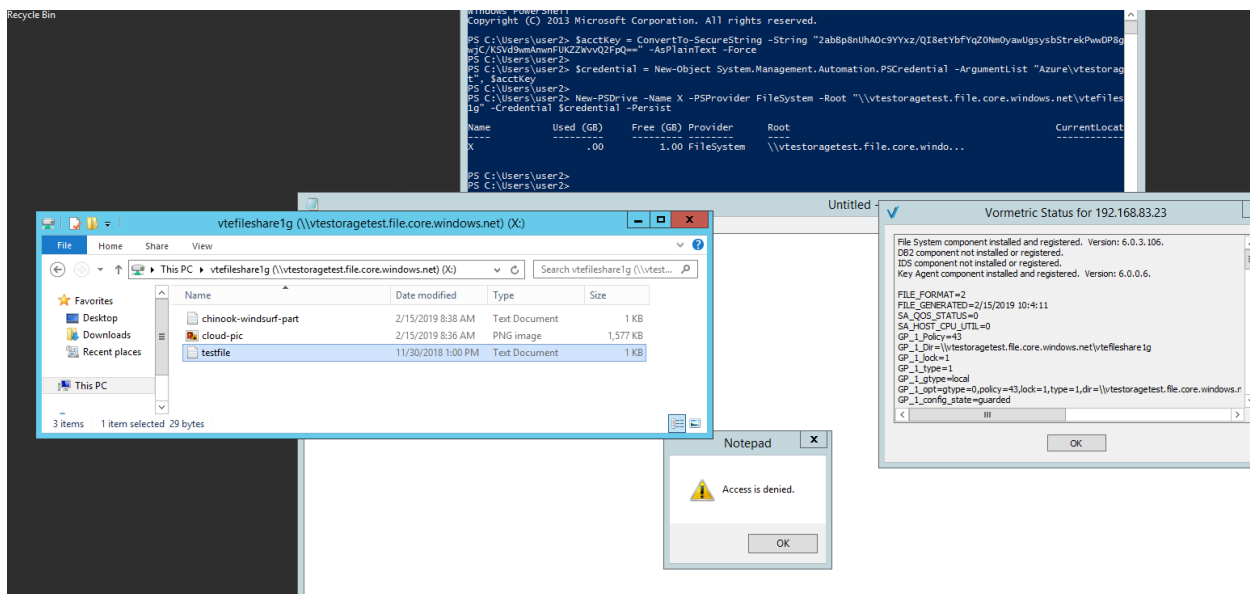 Recycle Bin
Windows PowerShell
Copyright (C) 2013 Microsoft Corporation. All rights reserved.
PS C:\Users\user2> $acctKey = ConvertTo-SecureString -String "2abBp8nUhAOc9YYxz/QI8etYbfYqZ0Nm0yawUgsysbStrekPwwDP8g
wjC/KSVd9wmAnwnFUKZZWvvQ2FpQ==" -AsPlainText -Force
PS C:\Users\user2>
PS C:\Users\user2> $credential = New-Object System.Management.Automation.PSCredential -ArgumentList "Azure\vtestorag
t", $acctKey
PS C:\Users\user2>
PS C:\Users\user2> New-PSDrive -Name X -PSProvider FileSystem -Root "\\vtestoragetest.file.core.windows.net\vtefiles
1g" -Credential $credential -Persist
Name Used (GB) Free (GB) Provider Root CurrentLocat
---- --------- --------- -------- ---- ------------
X .00 1.00 FileSystem \\vtestoragetest.file.core.windo...
PS C:\Users\user2>
PS C:\Users\user2>
Untitled -
vtefileshare1g (\\vtestoragetest.file.core.windows.net) (X:)
File Home Share View
This PC vtefileshare1g (\\vtestoragetest.file.core.windows.net) (X:)
Search vtefileshare1g (\\vtest...
Favorites
Desktop
Downloads
Recent places
This PC
Name Date modified Type Size
chinook-windsurf-part 2/15/2019 8:38 AM Text Document 1 KB
cloud-pic 2/15/2019 8:36 AM PNG image 1,577 KB
testfile 11/30/2018 1:00 PM Text Document 1 KB
3 items 1 item selected 29 bytes
Vormetric Status for 192.168.83.23
File System component installed and registered. Version: 6.0.3.106.
DB2 component not installed or registered.
IDS component not installed or registered.
Key Agent component installed and registered. Version: 6.0.0.6.
FILE_FORMAT=2
FILE_GENERATED=2/15/2019 10:4:11
SA_QOS_STATUS=0
SA_HOST_CPU_UTIL=0
GP_1_Policy=43
GP_1_Dir=\\vtestoragetest.file.core.windows.net\vtefileshare1g
GP_1_lock=1
GP_1_type=1
GP_1_gtype=local
GP_1_opt=gtype=0,policy=43,lock=1,type=1,dir=\\vtestoragetest.file.core.windows.r
GP_1_config_state=guarded
OK
Notepad
Access is denied.
OK